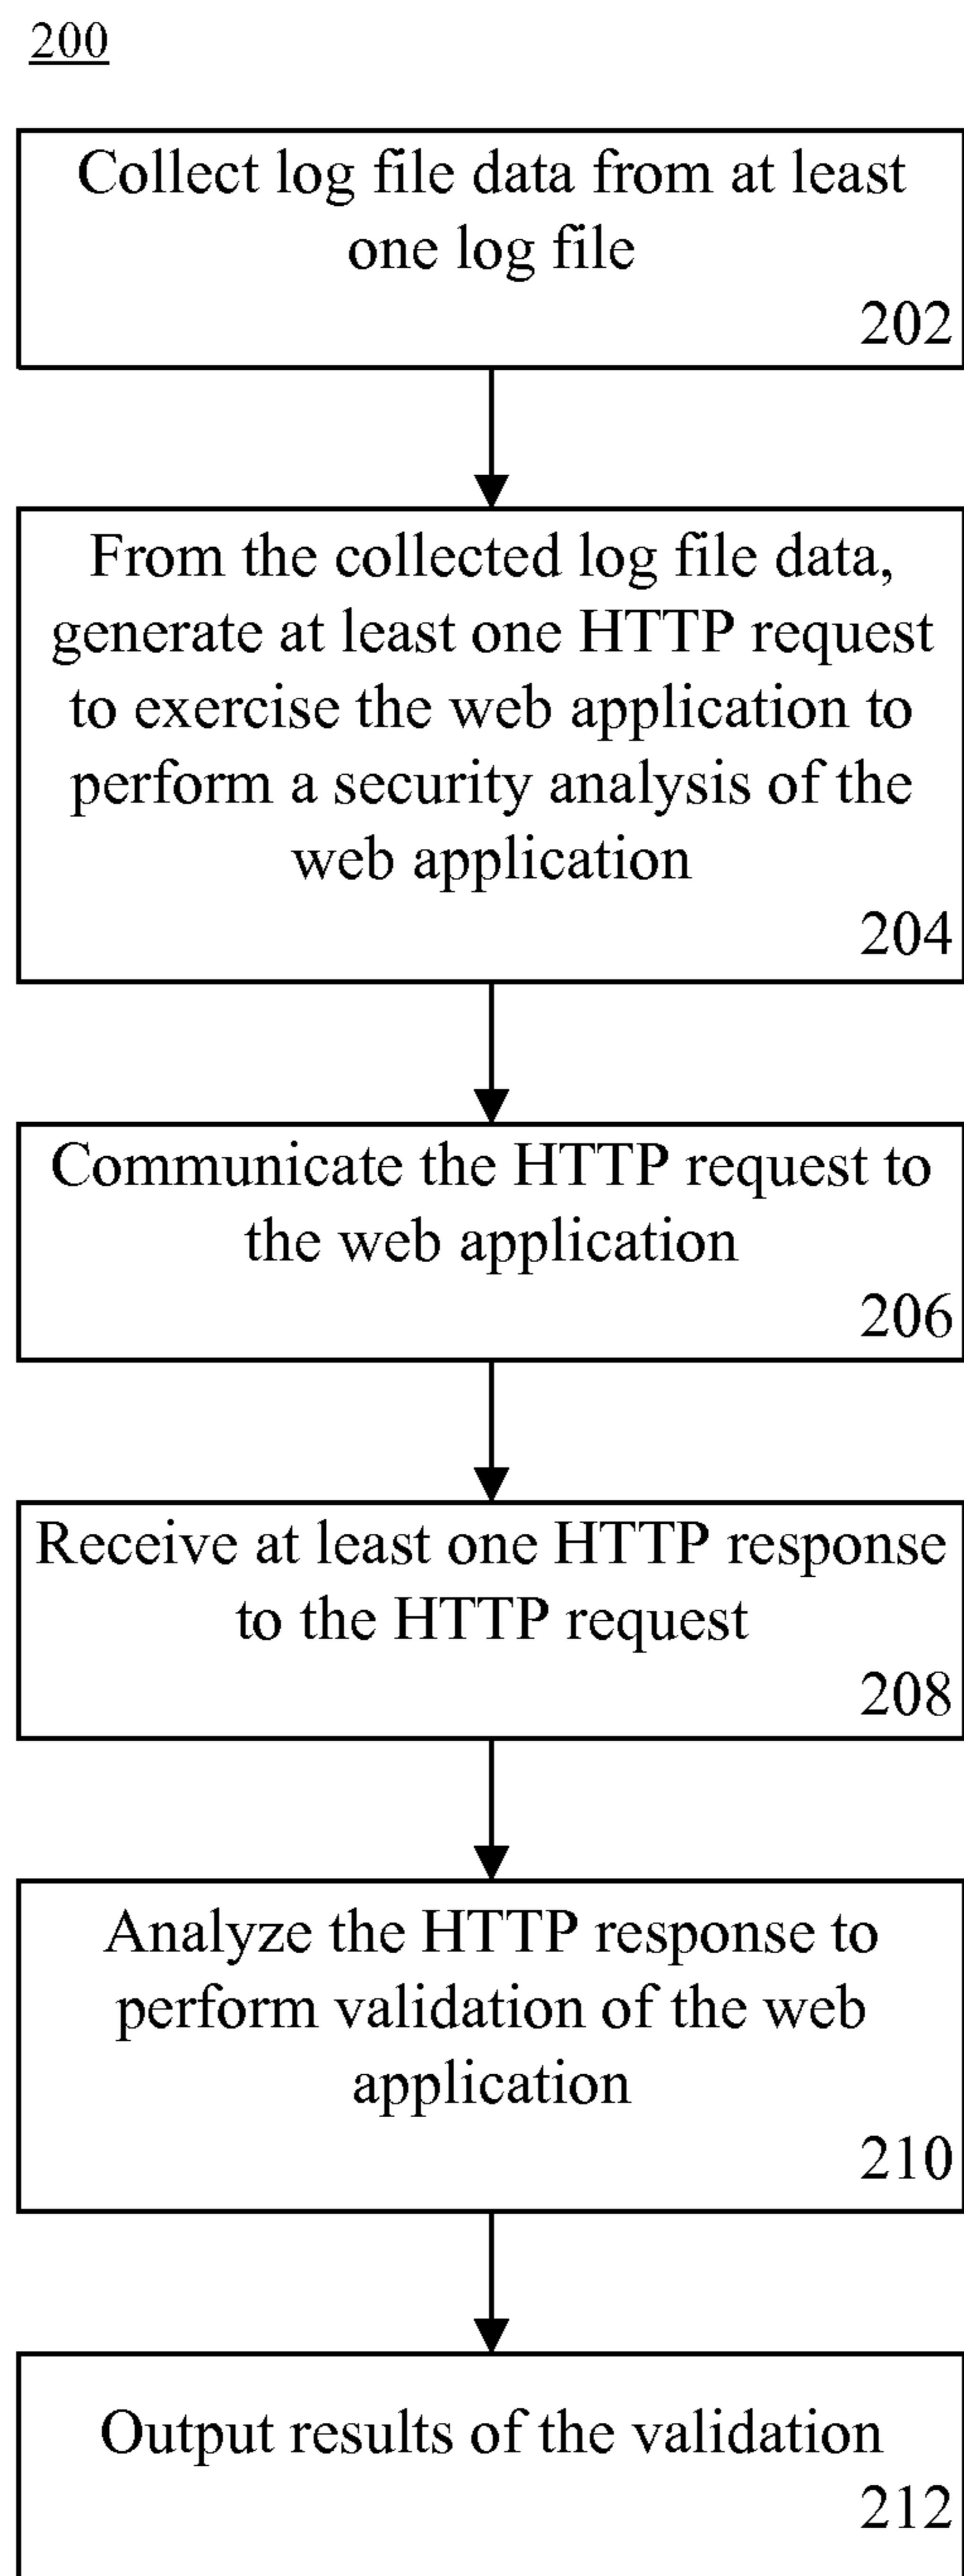 200
Collect log file data from at least
one log file
202
From the collected log file data,
generate at least one HTTP request
to exercise the web application to
perform a security analysis of the
web application
204
Communicate the HTTP request to
the web application
206
Receive at least one HTTP response
to the HTTP request
208
Analyze the HTTP response to
perform validation of the web
application
210
Output results of the validation
212